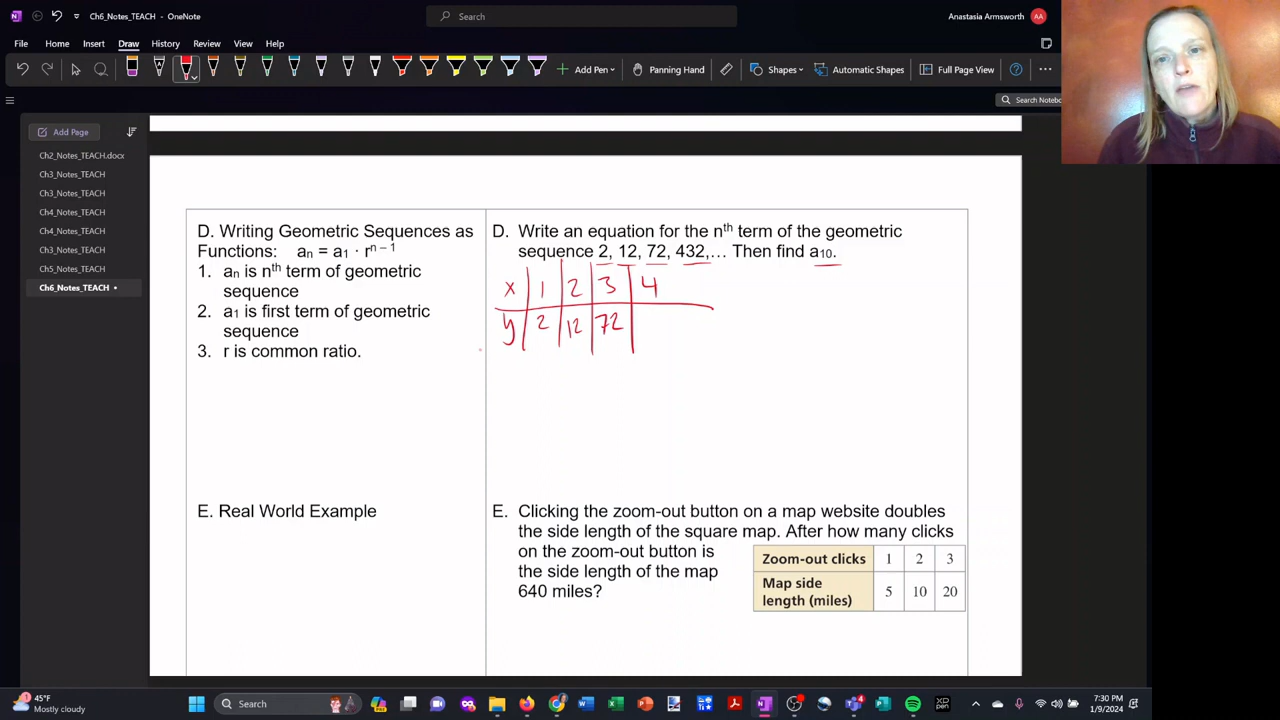 Ch6_Notes_TEACH - OneNote
Search
Anastasia Armsworth
AA
File Home Insert Draw History Review View Help
Add Pen
Panning Hand
Shapes
Automatic Shapes
Full Page View
Search Notebo
Add Page
Ch2_Notes_TEACH.docx
Ch3_Notes_TEACH
Ch3_Notes_TEACH
Ch4_Notes_TEACH
Ch4_Notes_TEACH
Ch3_Notes_TEACH
Ch5_Notes_TEACH
Ch6_Notes_TEACH
D. Writing Geometric Sequences as
Functions: aₙ = a₁ · rⁿ⁻¹
1. aₙ is nᵗʰ term of geometric
sequence
2. a₁ is first term of geometric
sequence
3. r is common ratio.
D. Write an equation for the nᵗʰ term of the geometric
sequence 2, 12, 72, 432,… Then find a₁₀.
x 1 2 3 4
y 2 12 72
E. Real World Example
E. Clicking the zoom-out button on a map website doubles
the side length of the square map. After how many clicks
on the zoom-out button is
the side length of the map
640 miles?
Zoom-out clicks 1 2 3
Map side
length (miles) 5 10 20
45°F
Mostly cloudy
Search
7:30 PM
1/9/2024